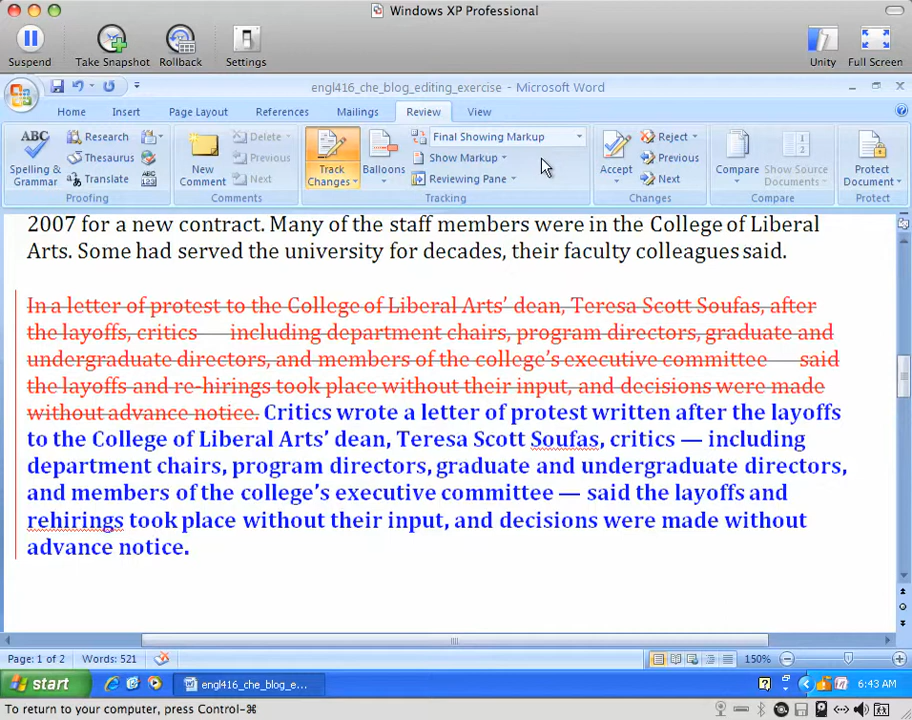 Windows XP Professional
Suspend Take Snapshot Rollback Settings Unity Full Screen
engl416_che_blog_editing_exercise - Microsoft Word
Home Insert Page Layout References Mailings Review View
ABC Spelling & Grammar Research Thesaurus Translate ABC 123 Proofing
New Comment Delete Previous Next Comments
Track Changes Balloons Final Showing Markup Show Markup Reviewing Pane Tracking
Accept Reject Previous Next Changes
Compare Show Source Documents Compare
Protect Document Protect
2007 for a new contract. Many of the staff members were in the College of Liberal
Arts. Some had served the university for decades, their faculty colleagues said.
In a letter of protest to the College of Liberal Arts’ dean, Teresa Scott Soufas, after
the layoffs, critics — including department chairs, program directors, graduate and
undergraduate directors, and members of the college’s executive committee — said
the layoffs and re-hirings took place without their input, and decisions were made
without advance notice. Critics wrote a letter of protest written after the layoffs
to the College of Liberal Arts’ dean, Teresa Scott Soufas, critics — including
department chairs, program directors, graduate and undergraduate directors,
and members of the college’s executive committee — said the layoffs and
rehirings took place without their input, and decisions were made without
advance notice.
Page: 1 of 2 Words: 521 150%
start engl416_che_blog_e... 6:43 AM
To return to your computer, press Control-⌘